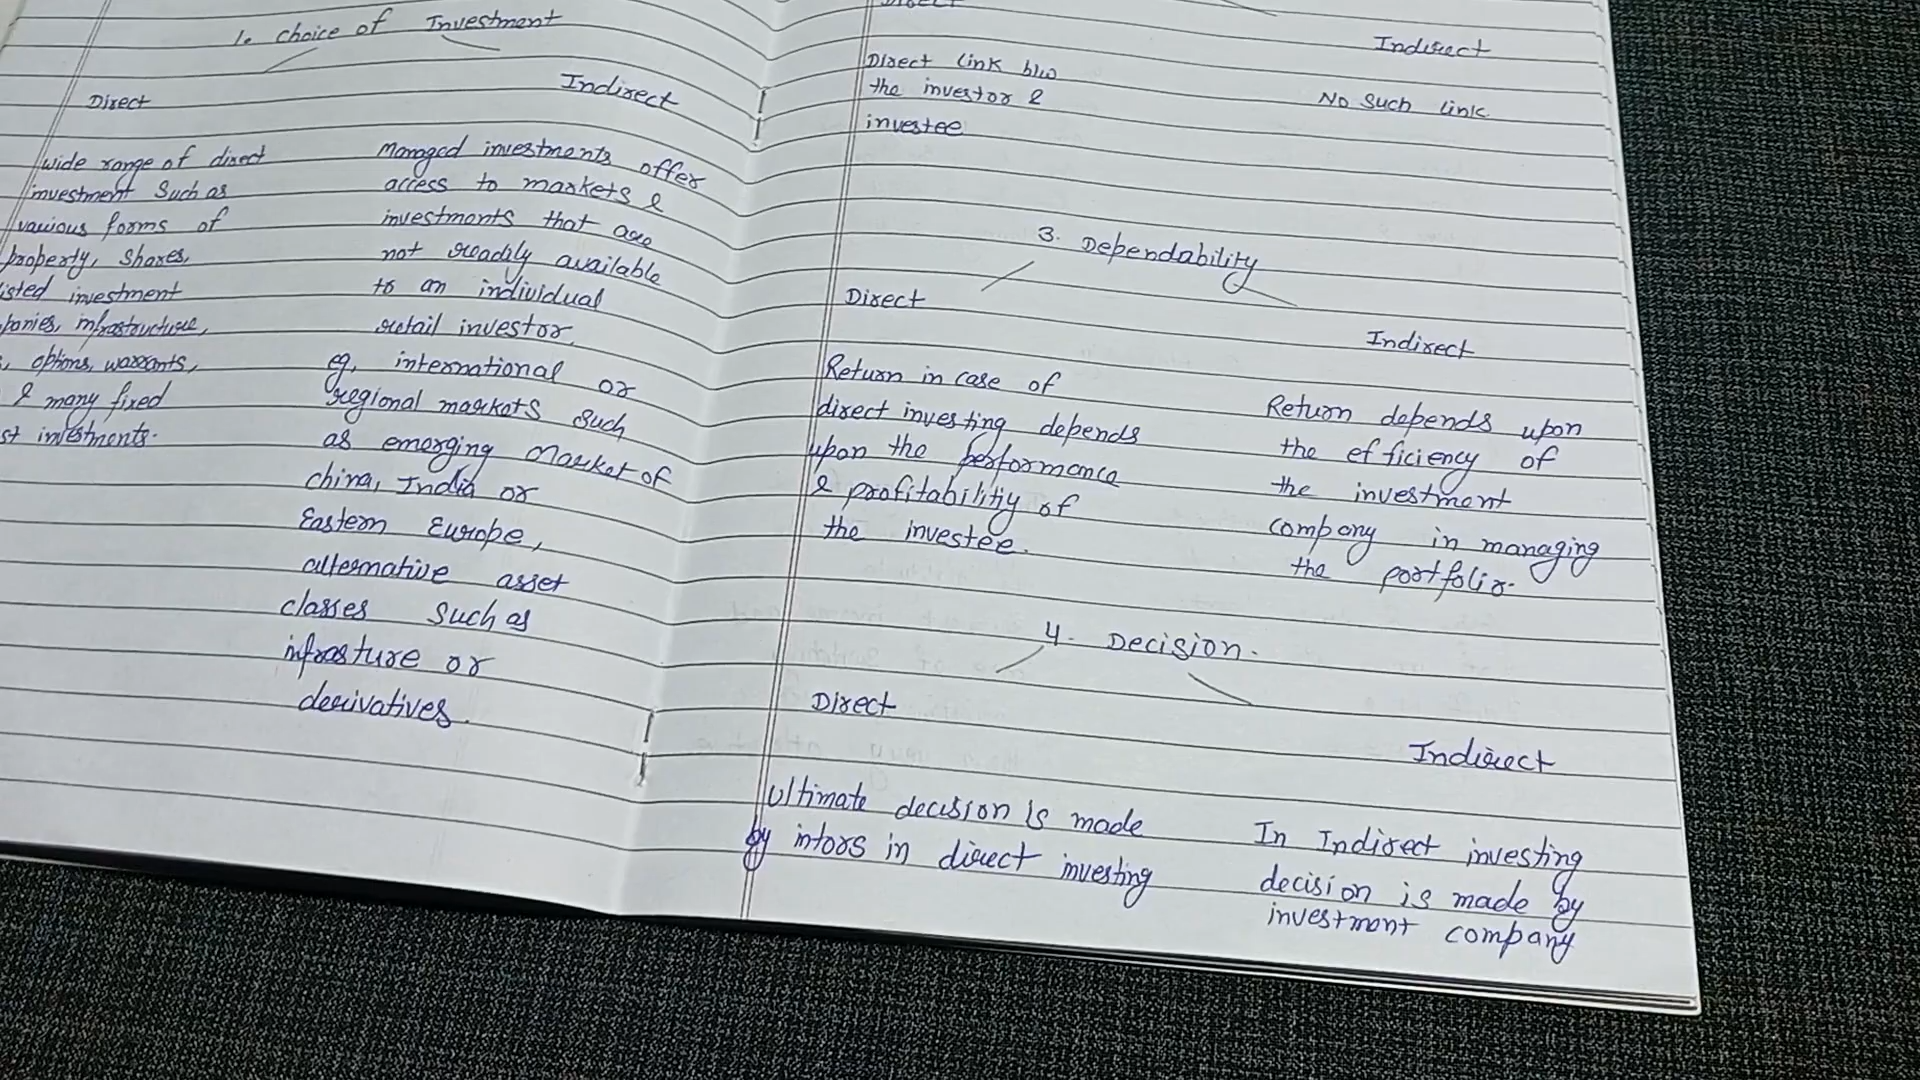 1. Choice of Investment
Direct
wide range of direct
investment Such as
various forms of
property, shares,
investment
infrastructure,
options, warrants,
& many fixed
investments.
Indirect
Managed investments offer
access to markets &
investments that are
not readily available
to an individual
retail investor.
eg, international or
regional markets such
as emerging market of
china, India or
Eastern Europe,
alternative asset
classes such as
infrasture or
derivatives.
Direct link b/w
the investor &
investee
Indirect
No Such link
3. Dependability
Direct
Return in case of
direct investing depends
upon the performance
& profitabilitiy of
the investee.
Indirect
Return depends upon
the efficiency of
the investment
company in managing
the portfolio.
4. Decision.
Direct
Ultimate decision is made
by intors in direct investing
Indirect
In Indirect investing
decision is made by
investment company